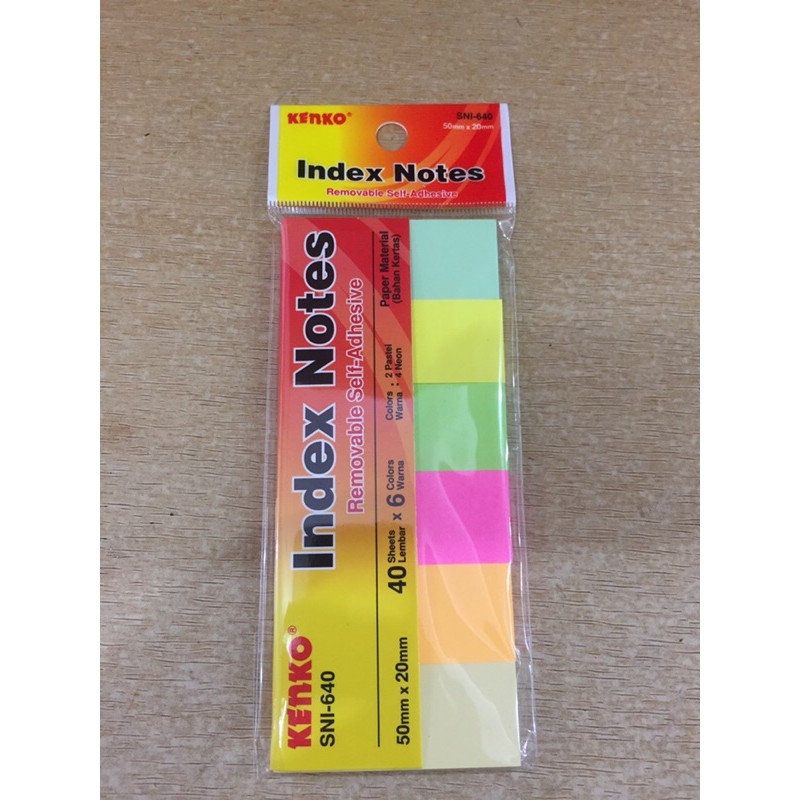 KENKO®
SNI-640
50mm x 20mm
Index Notes
Removable Self-Adhesive
KENKO®
SNI-640
Index Notes
Removable Self-Adhesive
50mm x 20mm
40 Sheets Lembar x 6 Colors Warna
Colors : 2 Pastel
Warna : 4 Neon
Paper Material
(Bahan Kertas)